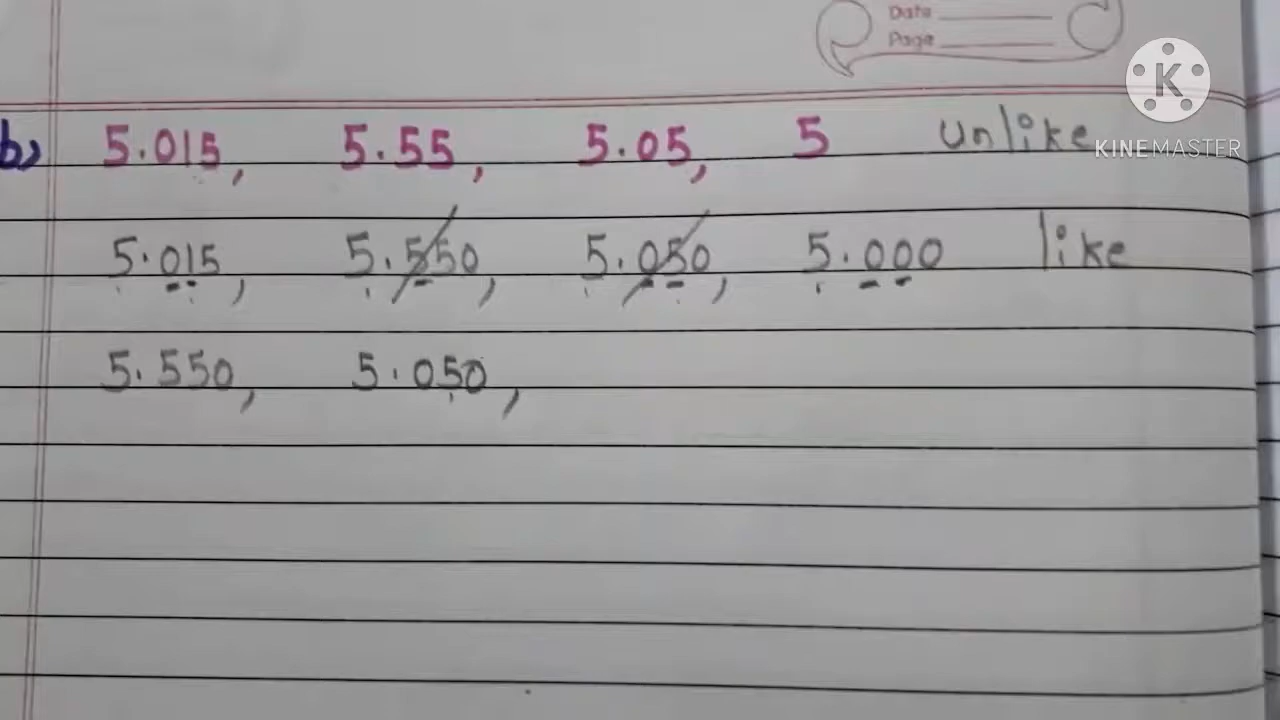 Date
Page
K
KINEMASTER
b) 5.015, 5.55, 5.05, 5 Unlike
5.015, 5.550, 5.050, 5.000 like
5.550, 5.050,